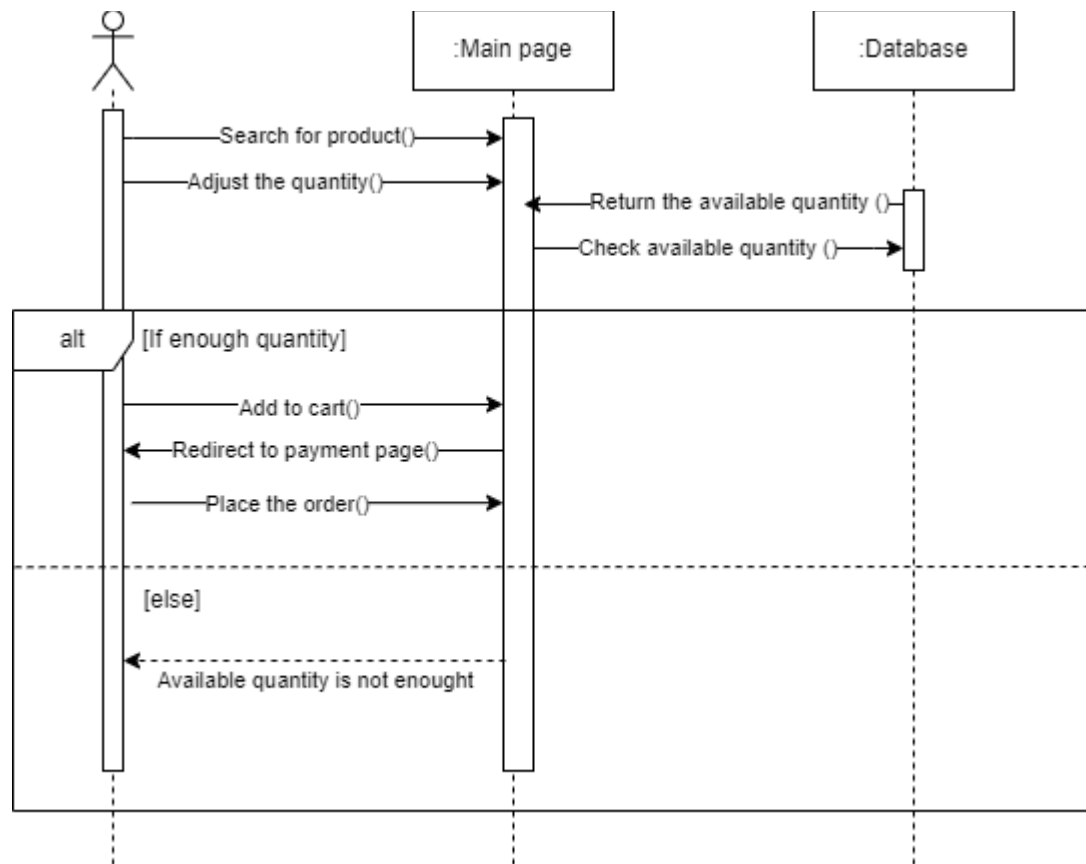 :Main page
:Database
Search for product()
Adjust the quantity()
Return the available quantity ()
Check available quantity ()
alt
[If enough quantity]
Add to cart()
Redirect to payment page()
Place the order()
[else]
Available quantity is not enought